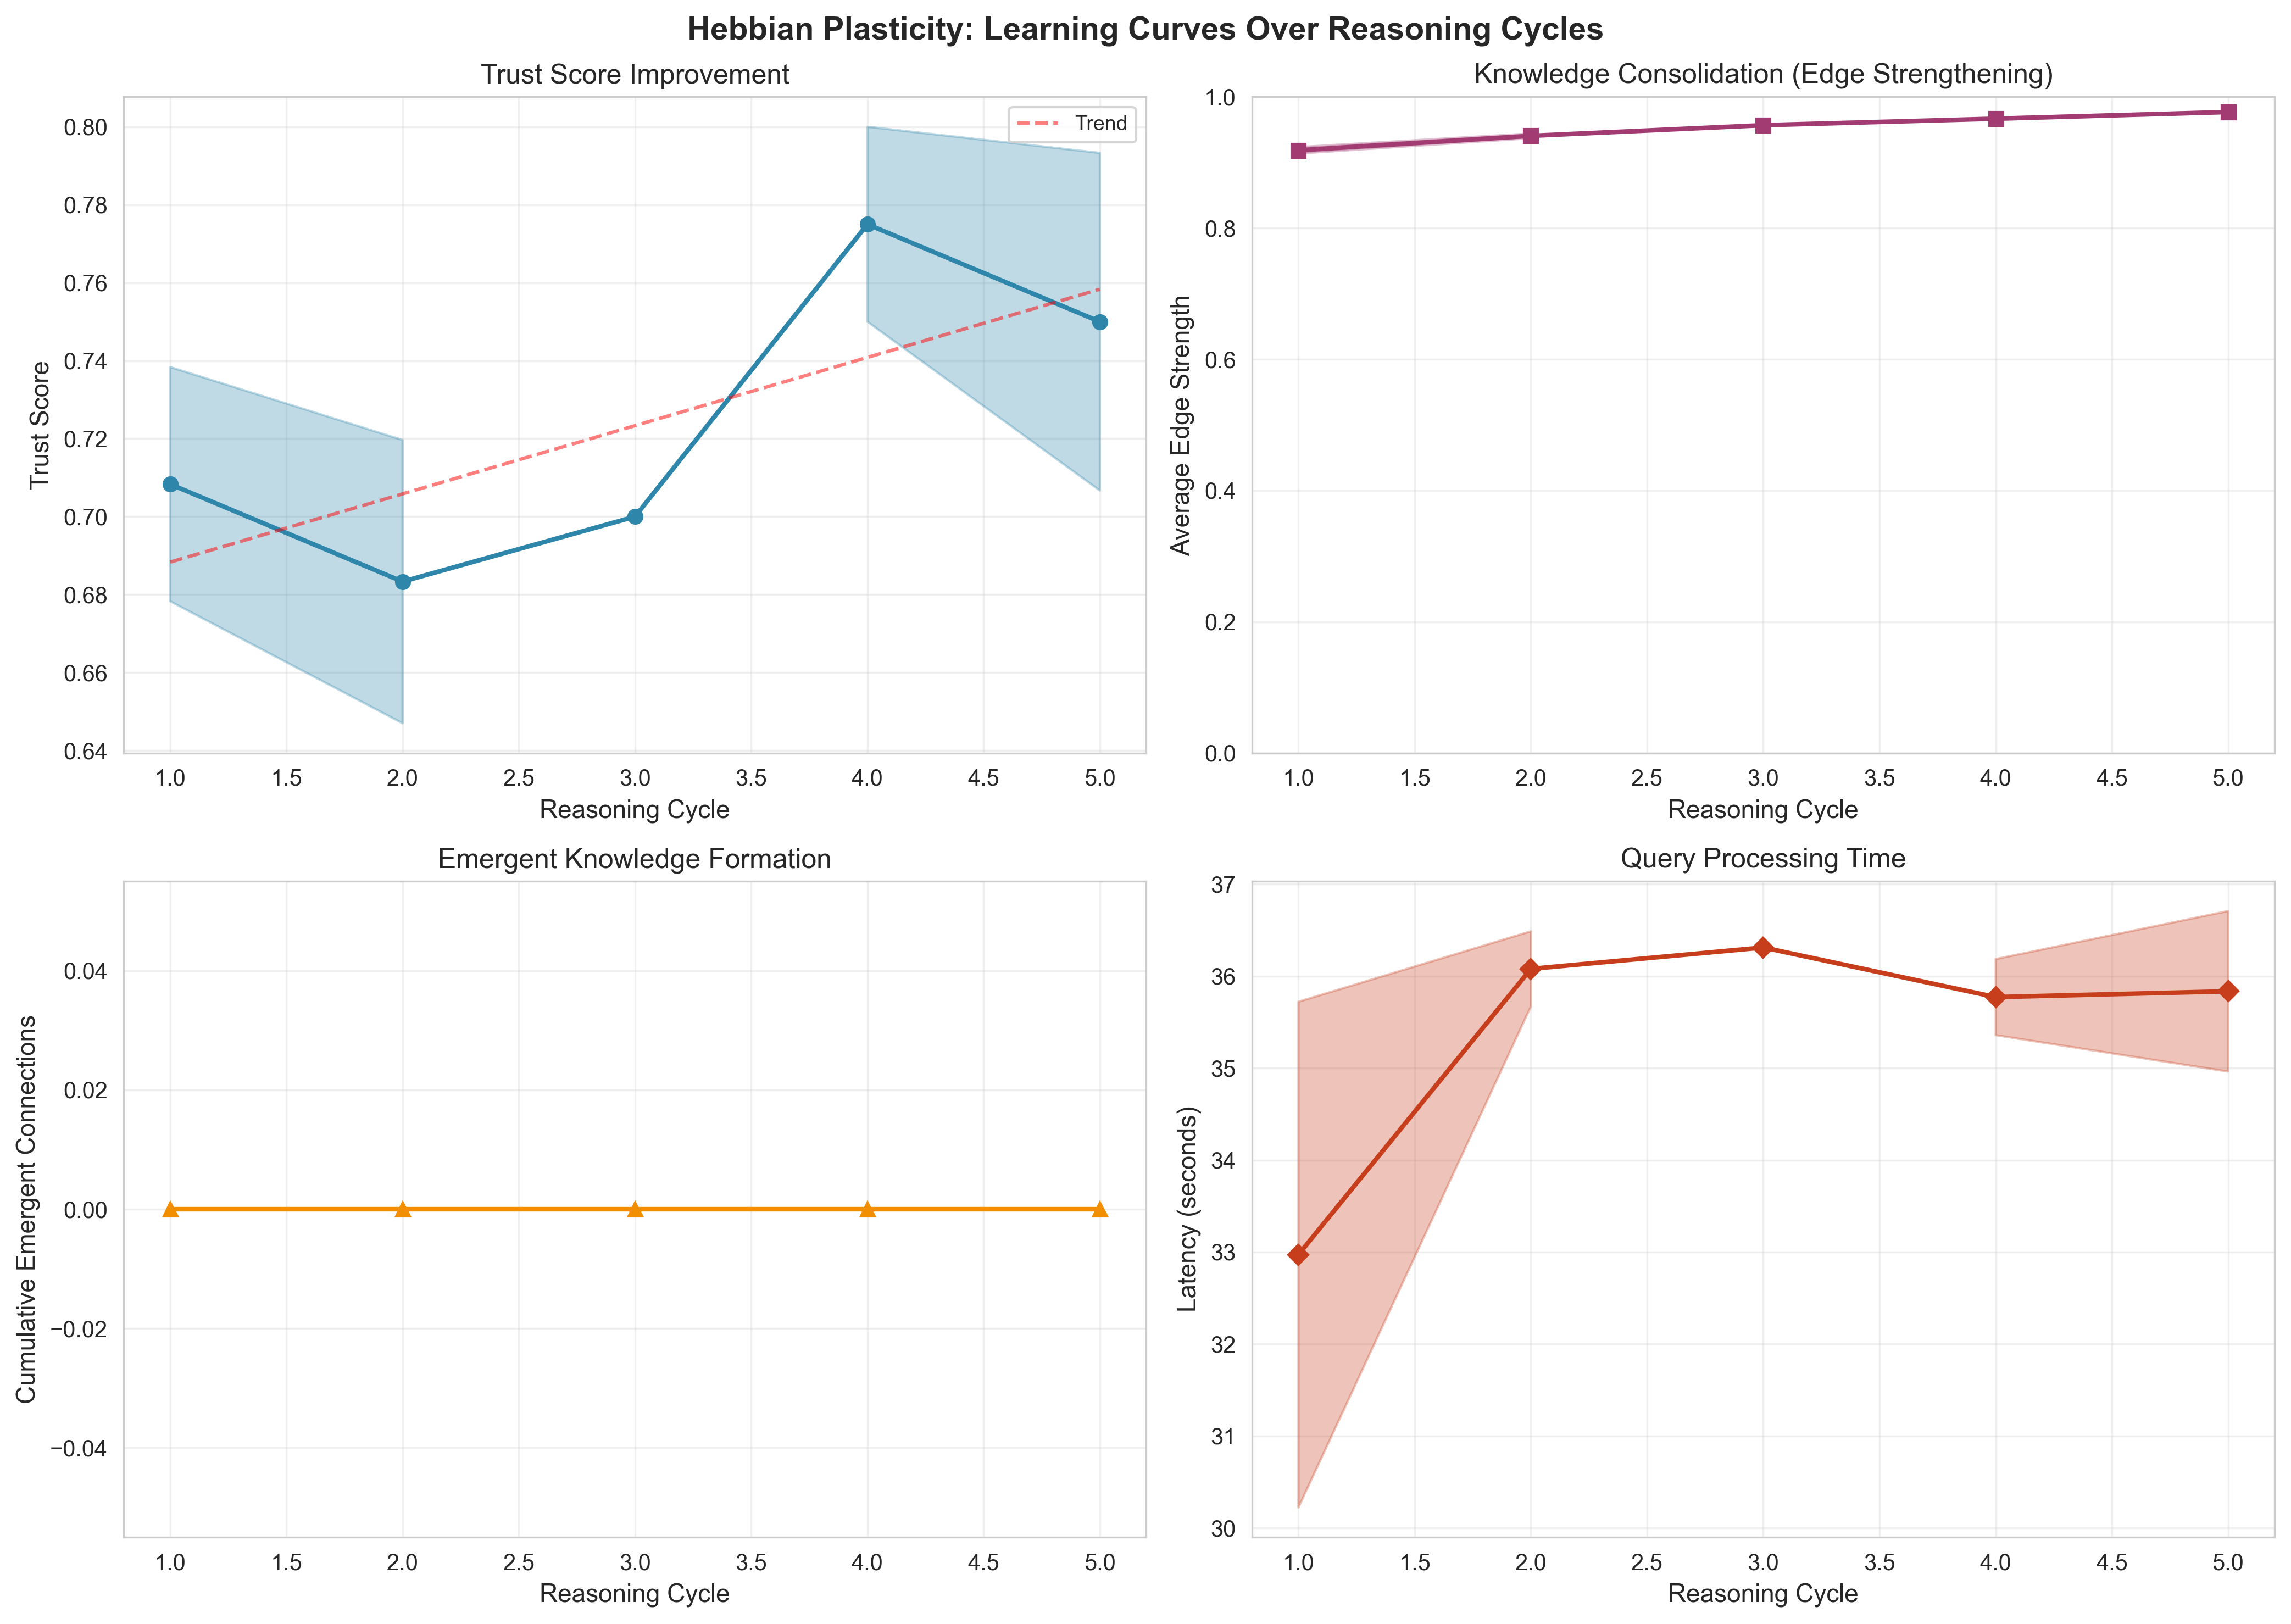 Hebbian Plasticity: Learning Curves Over Reasoning Cycles
Trust Score Improvement
Trend
0.80
0.78
0.76
0.74
0.72
0.70
0.68
0.66
0.64
Trust Score
1.0 1.5 2.0 2.5 3.0 3.5 4.0 4.5 5.0
Reasoning Cycle
Knowledge Consolidation (Edge Strengthening)
1.0
0.8
0.6
0.4
0.2
0.0
Average Edge Strength
1.0 1.5 2.0 2.5 3.0 3.5 4.0 4.5 5.0
Reasoning Cycle
Emergent Knowledge Formation
0.04
0.02
0.00
−0.02
−0.04
Cumulative Emergent Connections
1.0 1.5 2.0 2.5 3.0 3.5 4.0 4.5 5.0
Reasoning Cycle
Query Processing Time
37
36
35
34
33
32
31
30
Latency (seconds)
1.0 1.5 2.0 2.5 3.0 3.5 4.0 4.5 5.0
Reasoning Cycle